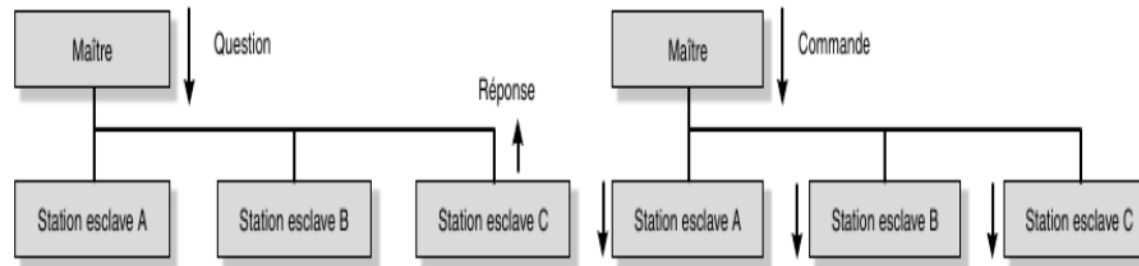 Maître
Question
Réponse
Station esclave A
Station esclave B
Station esclave C
Maître
Commande
Station esclave A
Station esclave B
Station esclave C